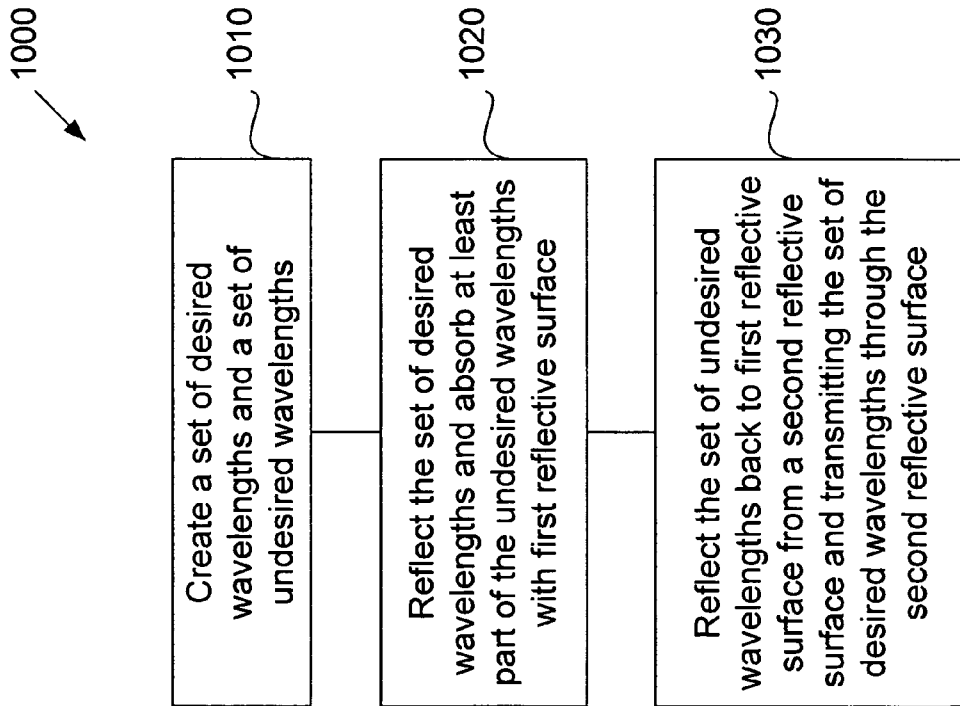 1000
Create a set of desired
wavelengths and a set of
undesired wavelengths
1010
Reflect the set of desired
wavelengths and absorb at least
part of the undesired wavelengths
with first reflective surface
1020
Reflect the set of undesired
wavelengths back to first reflective
surface from a second reflective
surface and transmitting the set of
desired wavelengths through the
second reflective surface
1030